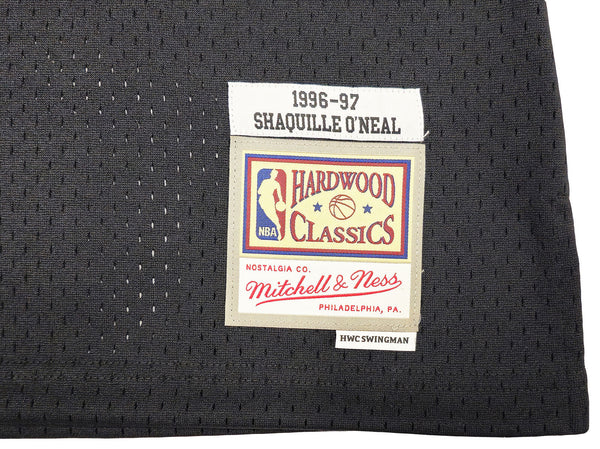 1996-97
SHAQUILLE O'NEAL
NBA
HARDWOOD
CLASSICS
NOSTALGIA CO.
Mitchell & Ness
PHILADELPHIA, PA.
HWC SWINGMAN